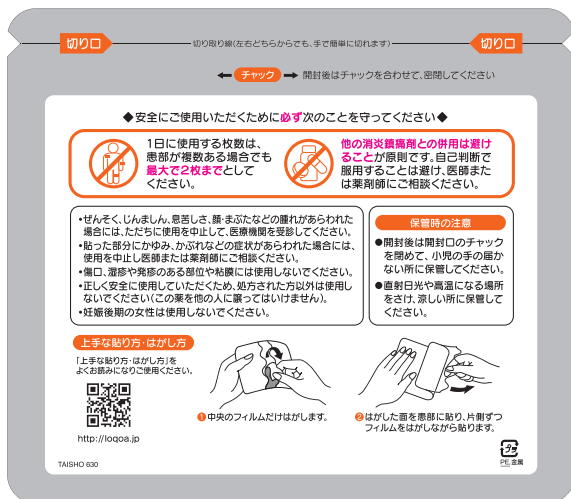 切り口
切り取り線(左右どちらからでも、手で簡単に切れます)
切り口
チャック
開封後はチャックを合わせて、密閉してください
◆安全にご使用いただくために必ず次のことを守ってください◆
1日に使用する枚数は、
患部が複数ある場合でも
最大で2枚までとして
ください。
他の消炎鎮痛剤との併用は避け
ることが原則です。自己判断で
服用することは避け、医師また
は薬剤師にご相談ください。
•ぜんそく、じんましん、息苦しさ、顔・まぶたなどの腫れがあらわれた
場合には、ただちに使用を中止して、医療機関を受診してください。
•貼った部分にかゆみ、かぶれなどの症状があらわれた場合には、
使用を中止し医師または薬剤師にご相談ください。
•傷口、湿疹や発疹のある部位や粘膜には使用しないでください。
•正しく安全に使用していただくため、処方された方以外は使用し
ないでください(この薬を他の人に譲ってはいけません)。
•妊娠後期の女性は使用しないでください。
保管時の注意
●開封後は開封口のチャック
を閉めて、小児の手の届か
ない所に保管してください。
●直射日光や高温になる場所
をさけ、涼しい所に保管して
ください。
上手な貼り方・はがし方
「上手な貼り方・はがし方」を
よくお読みになりご使用ください。
http://loqoa.jp
❶中央のフィルムだけはがします。
❷はがした面を患部に貼り、片側ずつ
フィルムをはがしながら貼ります。
プラ
PE,金属
TAISHO 630